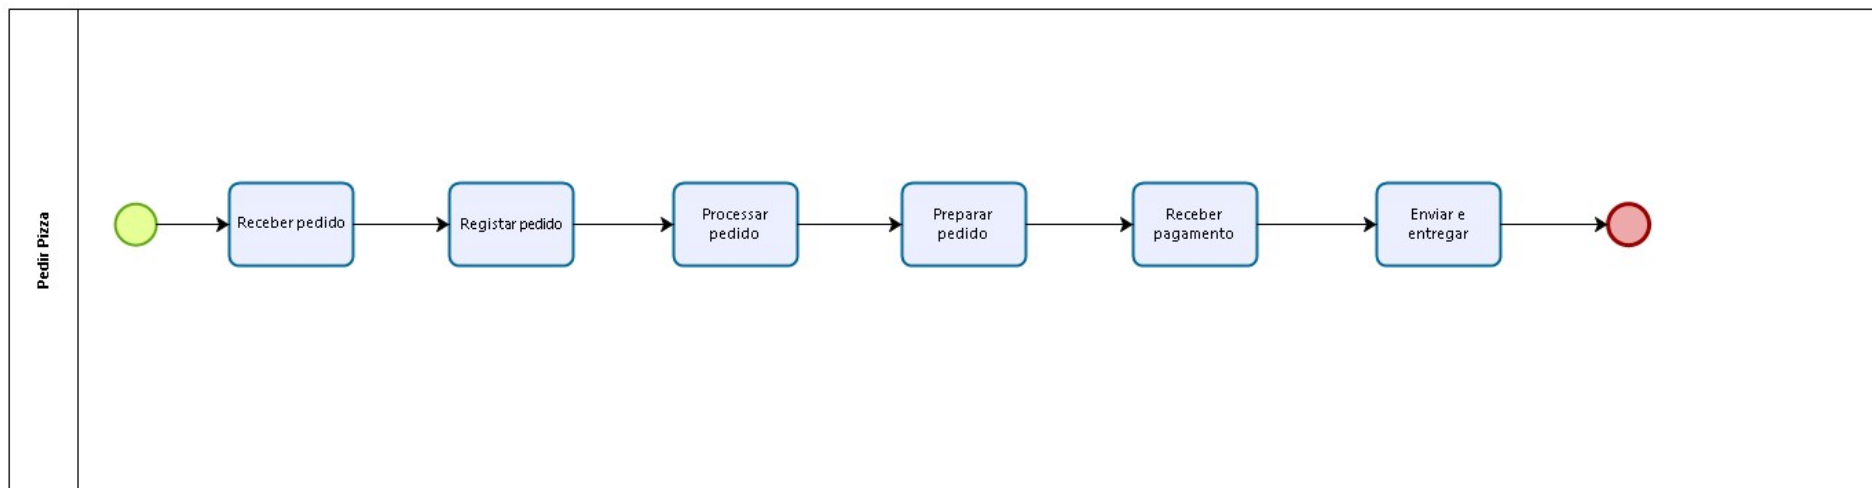 Pedir Pizza
Receber pedido
Registar pedido
Processar
pedido
Preparar
pedido
Receber
pagamento
Enviar e
entregar